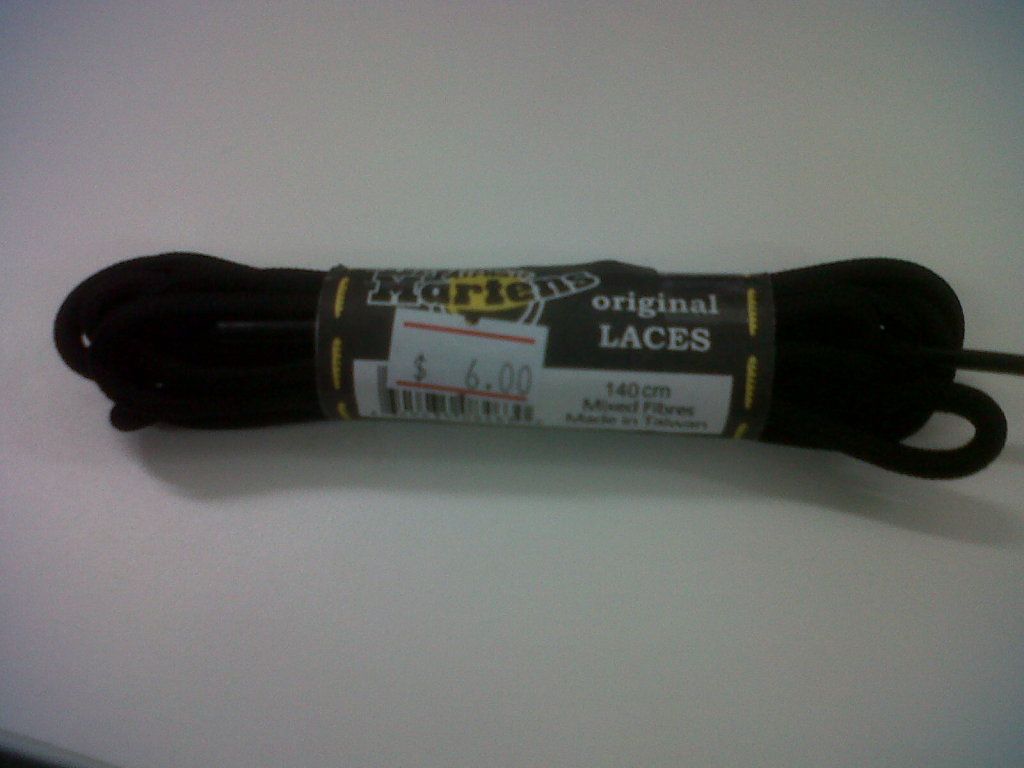 Martens
original
LACES
$ 6.00
140cm
Mixed Fibres
Made in Taiwan